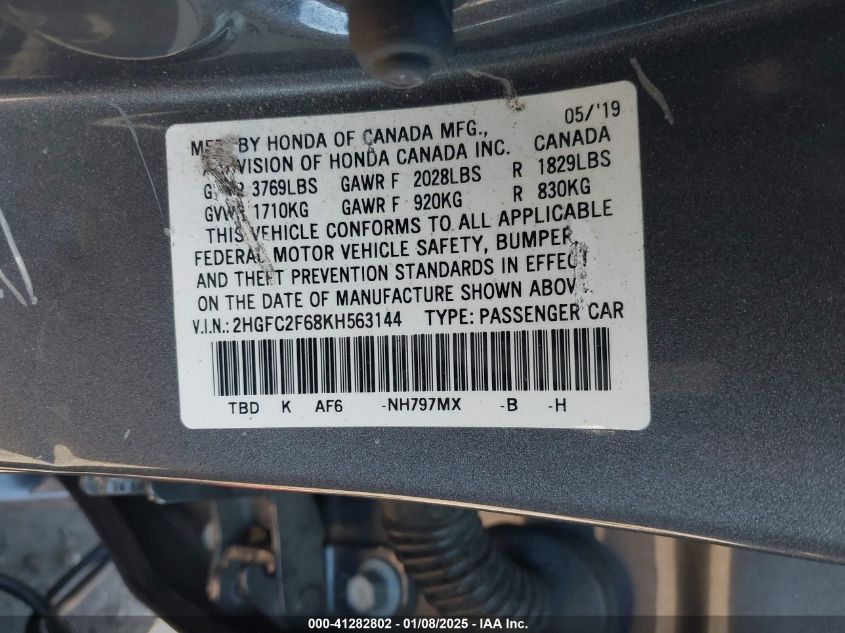 05/'19
BY HONDA OF CANADA MFG.,
OF HONDA CANADA INC. CANADA
3769LBS GAWR F 2028LBS R 1829LBS
1710KG GAWR F 920KG R 830KG
THIS VEHICLE CONFORMS TO ALL APPLICABLE
FEDERAL MOTOR VEHICLE SAFETY, BUMPER,
AND THEFT PREVENTION STANDARDS IN EFFECT
ON THE DATE OF MANUFACTURE SHOWN
V.I.N.: 2HGFC2F68KH563144 TYPE: PASSENGER CAR
TBD K AF6 -NH797MX -B -H
000-41282802 - 01/08/2025 - IAA Inc.